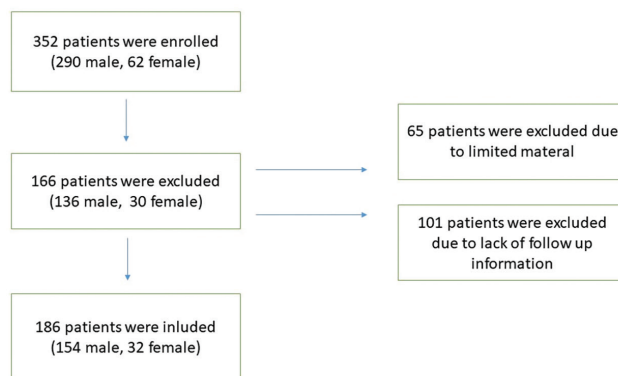 352 patients were enrolled
(290 male, 62 female)
65 patients were excluded due
to limited materal
166 patients were excluded
(136 male, 30 female)
101 patients were excluded
due to lack of follow up
information
186 patients were inluded
(154 male, 32 female)